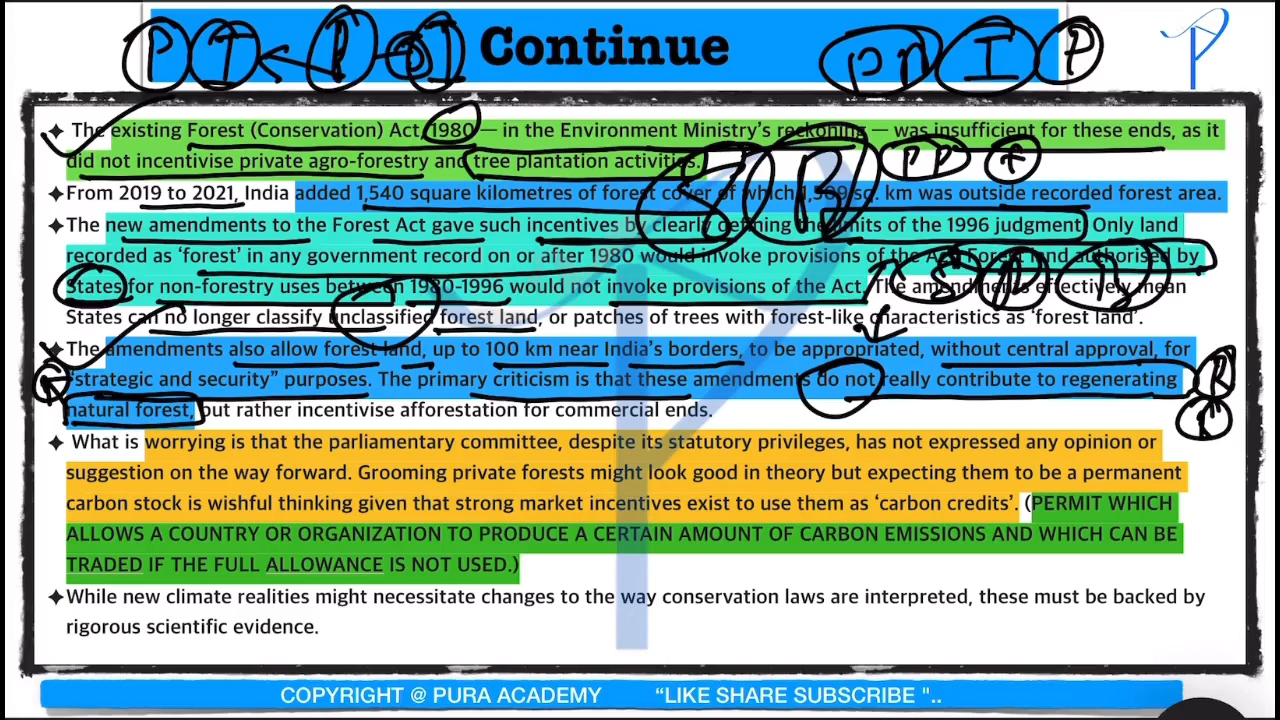 Continue
P I P I
P n I P
✦ The existing Forest (Conservation) Act, 1980 — in the Environment Ministry's reckoning — was insufficient for these ends, as it
did not incentivise private agro-forestry and tree plantation activities.
✦ From 2019 to 2021, India added 1,540 square kilometres of forest cover of which 1,509 sq. km was outside recorded forest area.
✦ The new amendments to the Forest Act gave such incentives by clearly defining the limits of the 1996 judgment. Only land
recorded as 'forest' in any government record on or after 1980 would invoke provisions of the Act. Forest land authorised by
States for non-forestry uses between 1980-1996 would not invoke provisions of the Act. The amendments effectively mean
States can no longer classify unclassified forest land, or patches of trees with forest-like characteristics as 'forest land'.
✦ The amendments also allow forest land, up to 100 km near India's borders, to be appropriated, without central approval, for
"strategic and security" purposes. The primary criticism is that these amendments do not really contribute to regenerating
natural forest, but rather incentivise afforestation for commercial ends.
✦ What is worrying is that the parliamentary committee, despite its statutory privileges, has not expressed any opinion or
suggestion on the way forward. Grooming private forests might look good in theory but expecting them to be a permanent
carbon stock is wishful thinking given that strong market incentives exist to use them as 'carbon credits'. (PERMIT WHICH
ALLOWS A COUNTRY OR ORGANIZATION TO PRODUCE A CERTAIN AMOUNT OF CARBON EMISSIONS AND WHICH CAN BE
TRADED IF THE FULL ALLOWANCE IS NOT USED.)
✦While new climate realities might necessitate changes to the way conservation laws are interpreted, these must be backed by
rigorous scientific evidence.
COPYRIGHT @ PURA ACADEMY "LIKE SHARE SUBSCRIBE "..